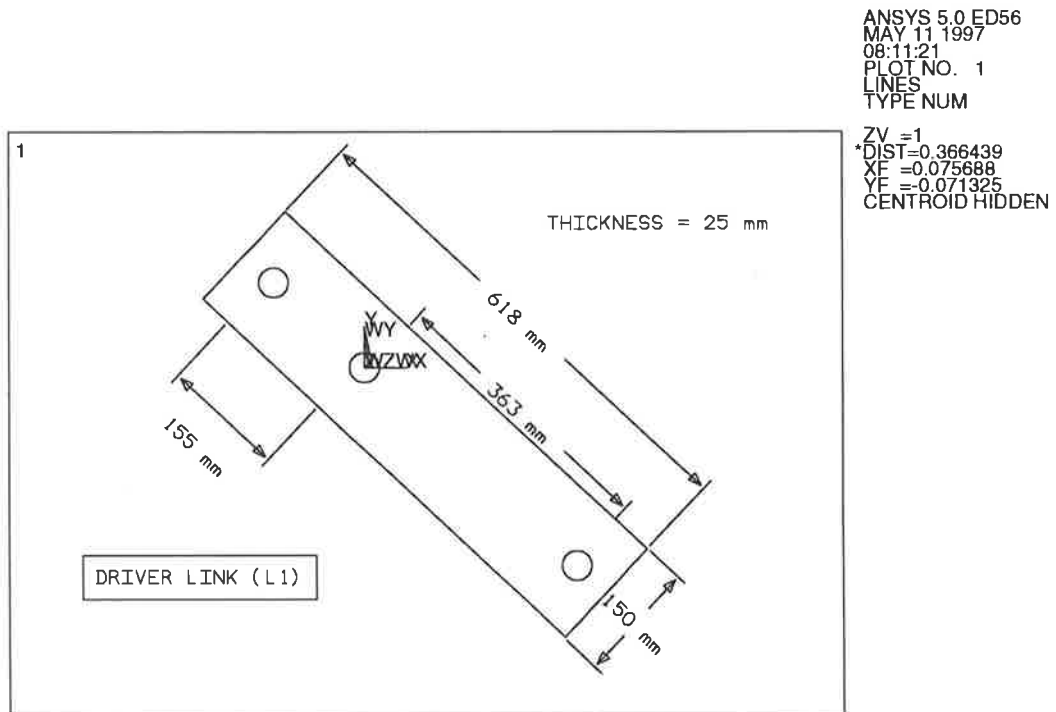 ANSYS 5.0 ED56
MAY 11 1997
08:11:21
PLOT NO. 1
LINES
TYPE NUM
ZV =1
*DIST=0.366439
XF =0.075688
YF =-0.071325
CENTROID HIDDEN
1
THICKNESS = 25 mm
618 mm
Y
WY
363 mm
155 mm
DRIVER LINK (L1)
150 mm